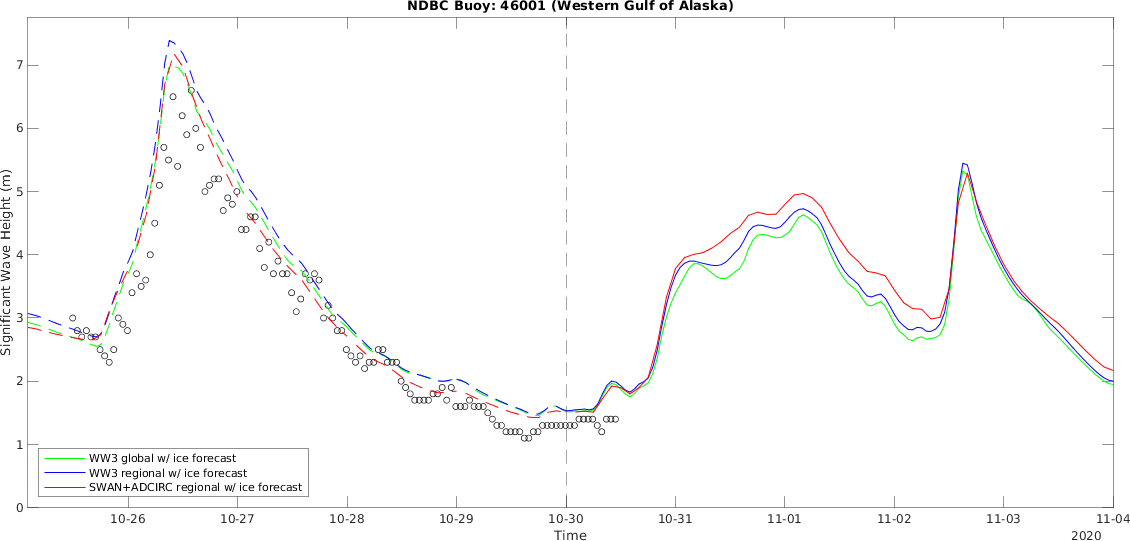 NDBC Buoy: 46001 (Western Gulf of Alaska)
Significant Wave Height (m)
7
6
5
4
3
2
1
0
WW3 global w/ ice forecast
WW3 regional w/ ice forecast
SWAN+ADCIRC regional w/ ice forecast
10-26 10-27 10-28 10-29 10-30 10-31 11-01 11-02 11-03 11-04
Time
2020